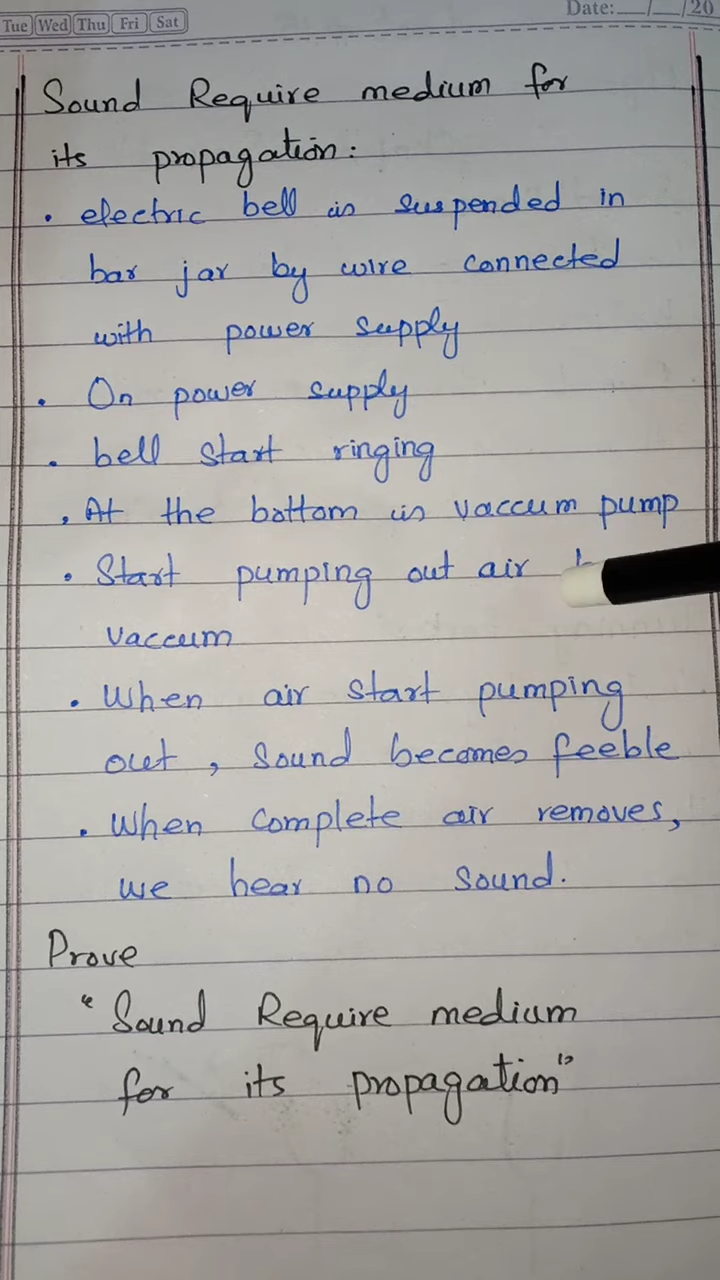 Tue Wed Thu Fri Sat
Date:__/__/20
Sound Require medium for
its propagation:
• electric bell is suspended in
bar jar by wire connected
with power supply
• On power supply
• bell start ringing
• At the bottom is vaccum pump
• Start pumping out air
vaccum
• When air start pumping
out, sound becomes feeble
• When complete air removes,
we hear no sound.
Prove
"Sound Require medium
for its propagation"